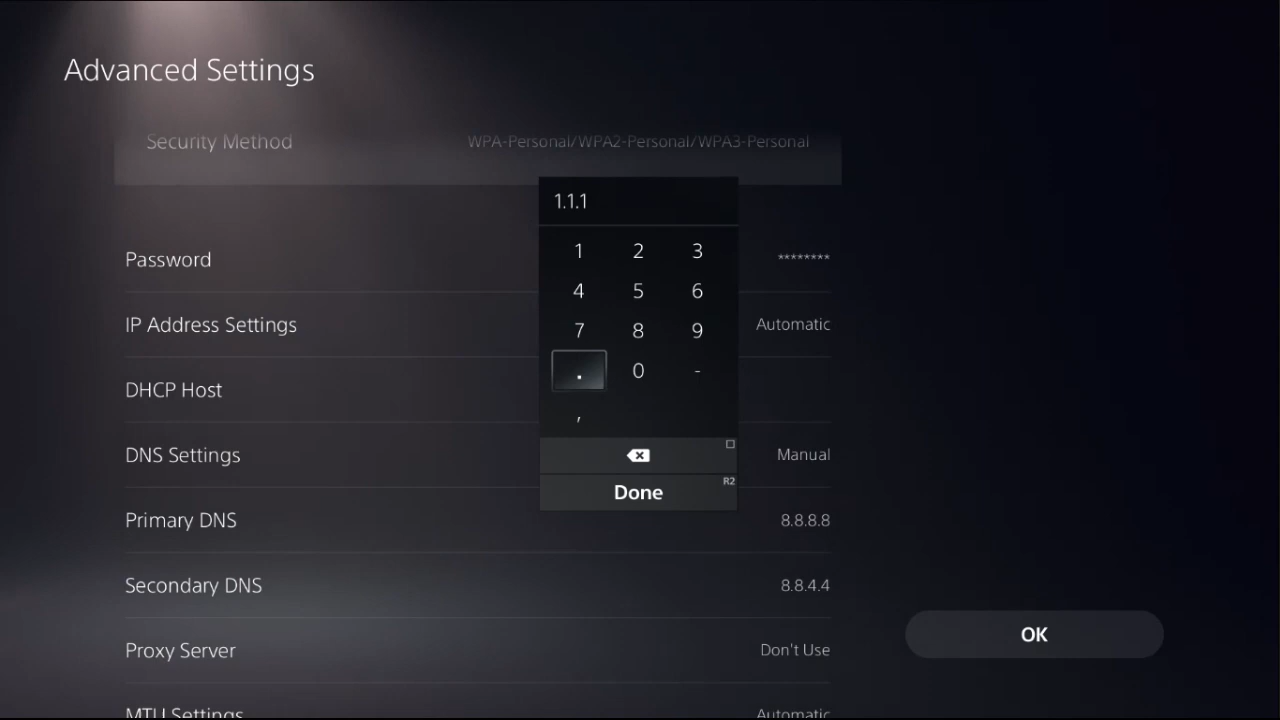 Advanced Settings
Security Method WPA-Personal/WPA2-Personal/WPA3-Personal
1.1.1
1 2 3
4 5 6
7 8 9
. 0 -
,
Done R2
Password ********
IP Address Settings Automatic
DHCP Host
DNS Settings Manual
Primary DNS 8.8.8.8
Secondary DNS 8.8.4.4
Proxy Server Don't Use
MTU Settings Automatic
OK